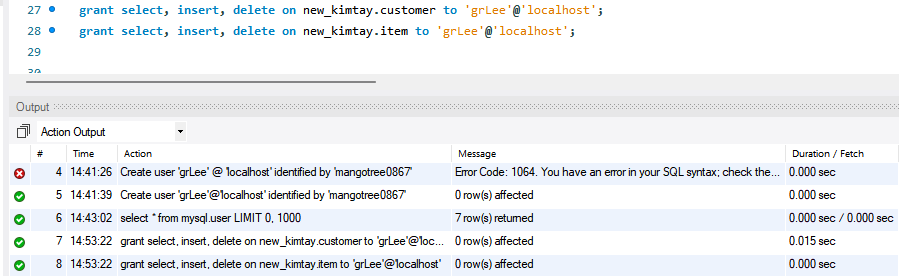 27 grant select, insert, delete on new_kimtay.customer to 'grLee'@'localhost';
28 grant select, insert, delete on new_kimtay.item to 'grLee'@'localhost';
29
30
Output
Action Output
# Time Action Message Duration / Fetch
4 14:41:26 Create user 'grLee' @ 'localhost' identified by 'mangotree0867' Error Code: 1064. You have an error in your SQL syntax; check the... 0.000 sec
5 14:41:39 Create user 'grLee'@'localhost' identified by 'mangotree0867' 0 row(s) affected 0.000 sec
6 14:43:02 select * from mysql.user LIMIT 0, 1000 7 row(s) returned 0.000 sec / 0.000 sec
7 14:53:22 grant select, insert, delete on new_kimtay.customer to 'grLee'@'loc... 0 row(s) affected 0.015 sec
8 14:53:22 grant select, insert, delete on new_kimtay.item to 'grLee'@'localhost' 0 row(s) affected 0.000 sec